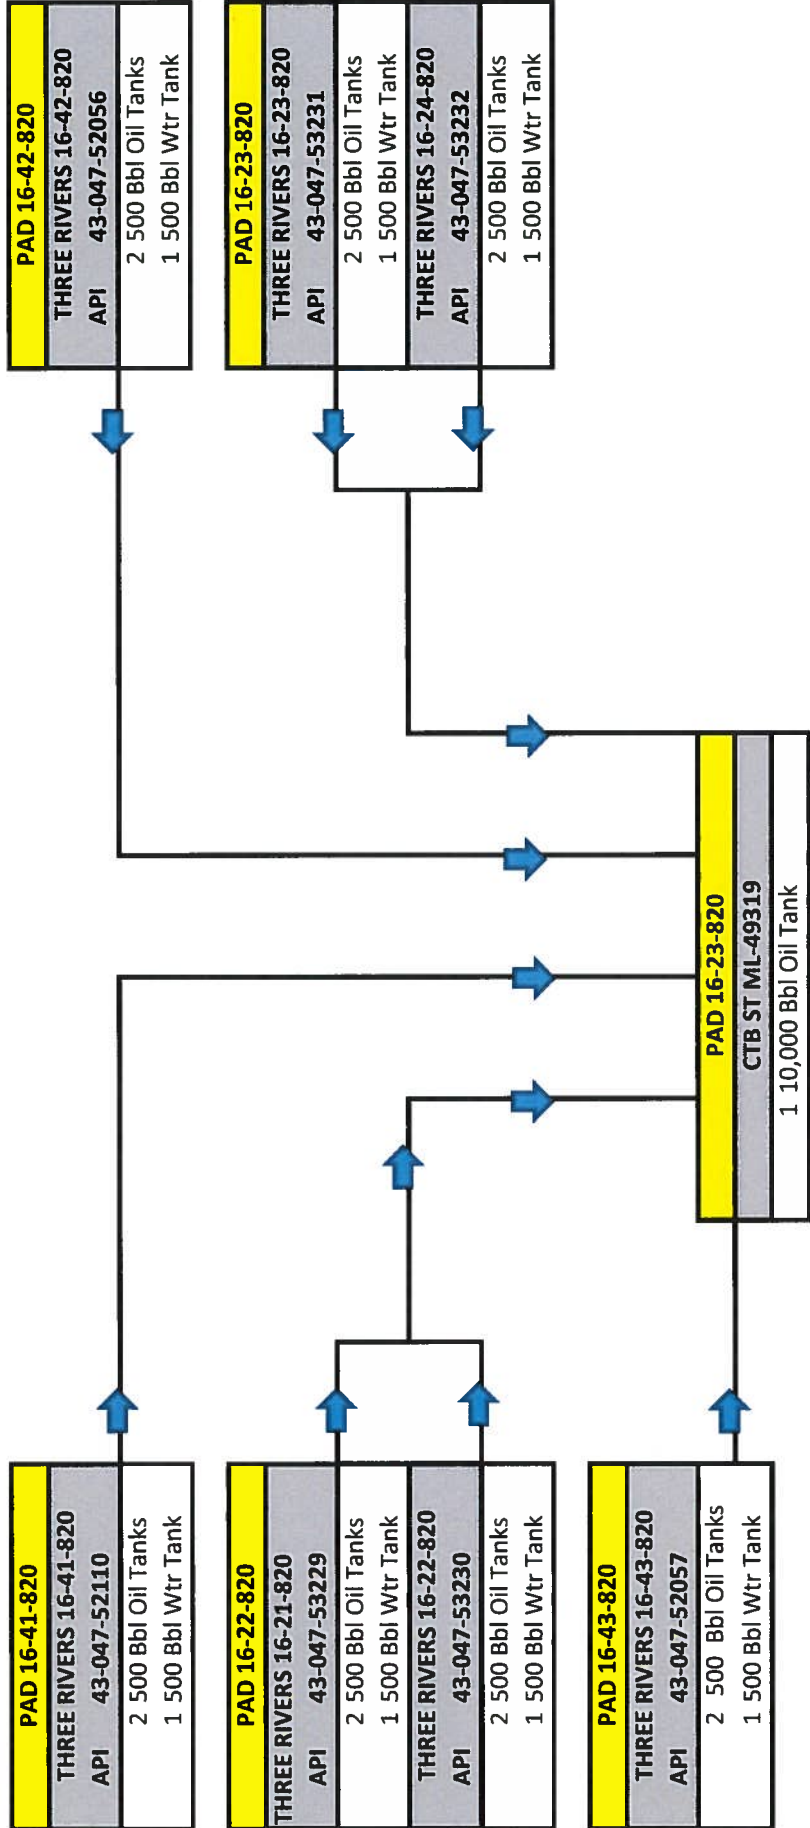 PAD 16-41-820
THREE RIVERS 16-41-820
API 43-047-52110
2 500 Bbl Oil Tanks
1 500 Bbl Wtr Tank
PAD 16-22-820
THREE RIVERS 16-21-820
API 43-047-53229
2 500 Bbl Oil Tanks
1 500 Bbl Wtr Tank
THREE RIVERS 16-22-820
API 43-047-53230
2 500 Bbl Oil Tanks
1 500 Bbl Wtr Tank
PAD 16-43-820
THREE RIVERS 16-43-820
API 43-047-52057
2 500 Bbl Oil Tanks
1 500 Bbl Wtr Tank
PAD 16-23-820
CTB ST ML-49319
1 10,000 Bbl Oil Tank
PAD 16-42-820
THREE RIVERS 16-42-820
API 43-047-52056
2 500 Bbl Oil Tanks
1 500 Bbl Wtr Tank
PAD 16-23-820
THREE RIVERS 16-23-820
API 43-047-53231
2 500 Bbl Oil Tanks
1 500 Bbl Wtr Tank
THREE RIVERS 16-24-820
API 43-047-53232
2 500 Bbl Oil Tanks
1 500 Bbl Wtr Tank